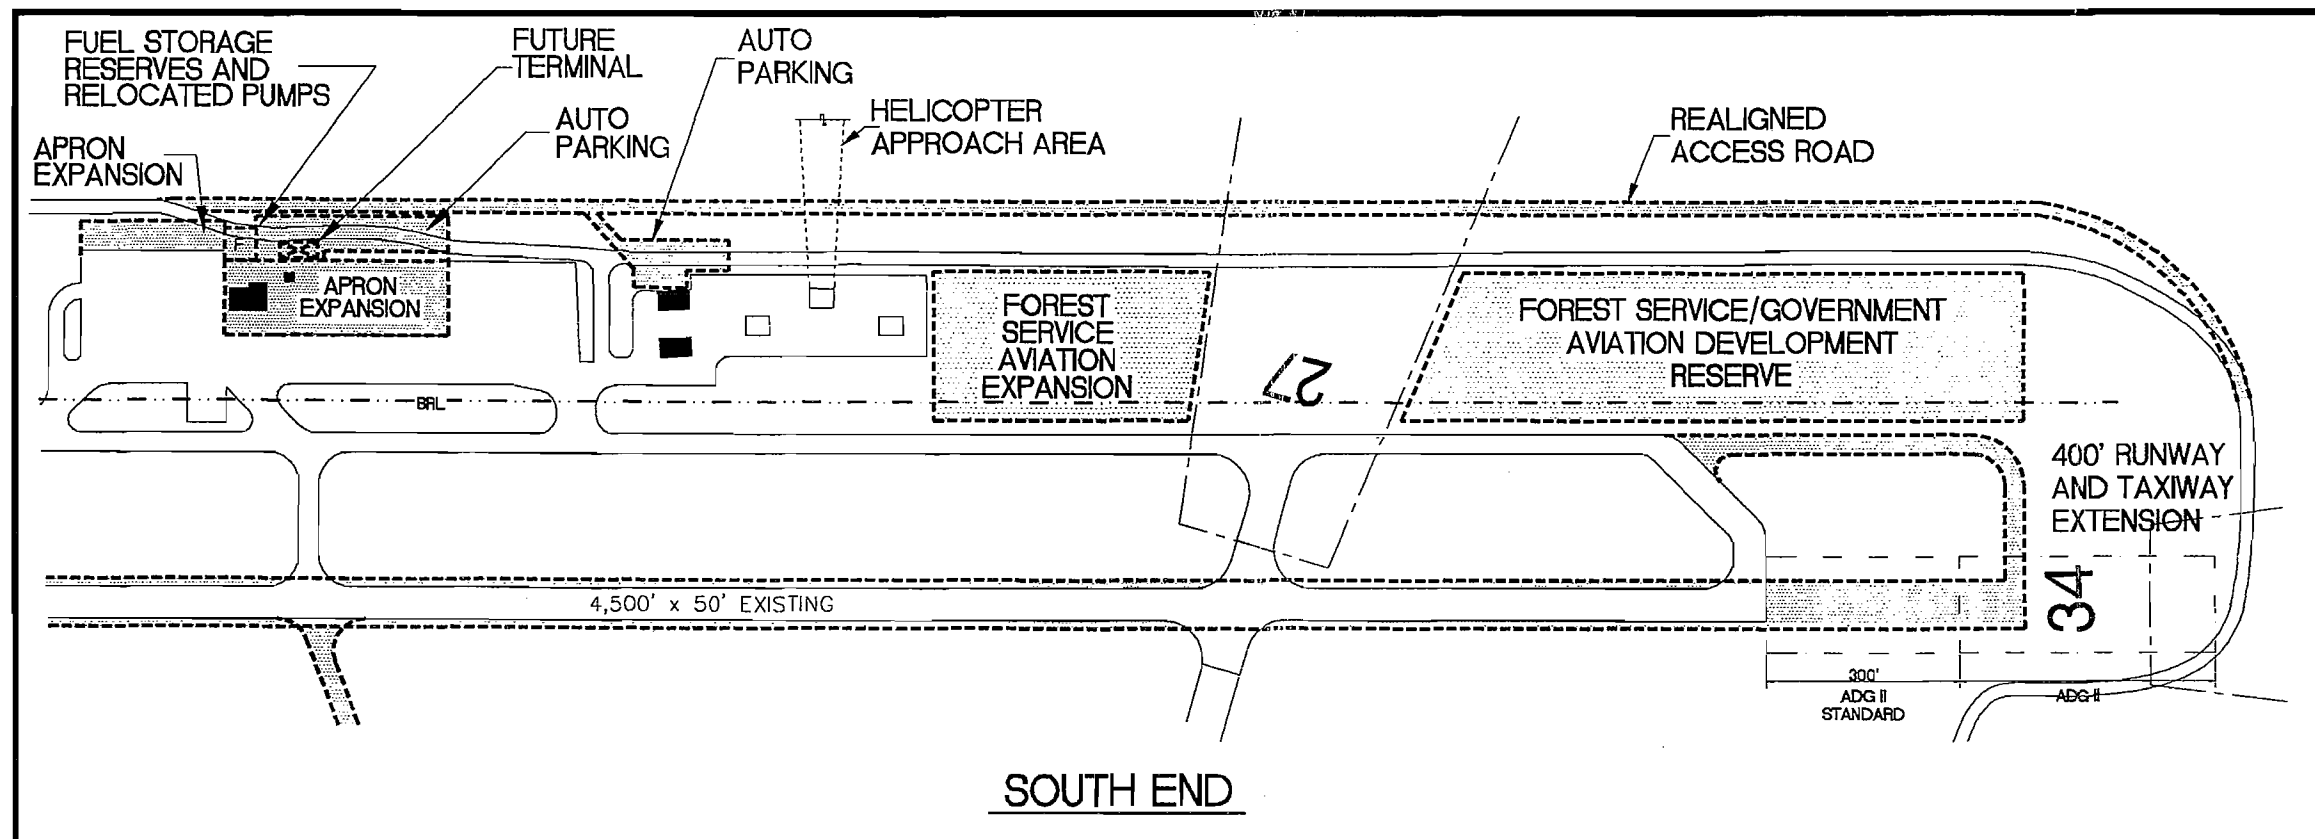 FUEL STORAGE
RESERVES AND
RELOCATED PUMPS
FUTURE
TERMINAL
AUTO
PARKING
AUTO
PARKING
HELICOPTER
APPROACH AREA
REALIGNED
ACCESS ROAD
APRON
EXPANSION
F
APRON
EXPANSION
FOREST
SERVICE
AVIATION
EXPANSION
27
FOREST SERVICE/GOVERNMENT
AVIATION DEVELOPMENT
RESERVE
BRL
400' RUNWAY
AND TAXIWAY
EXTENSION
34
4,500' x 50' EXISTING
300'
ADG II
STANDARD
ADG II
SOUTH END